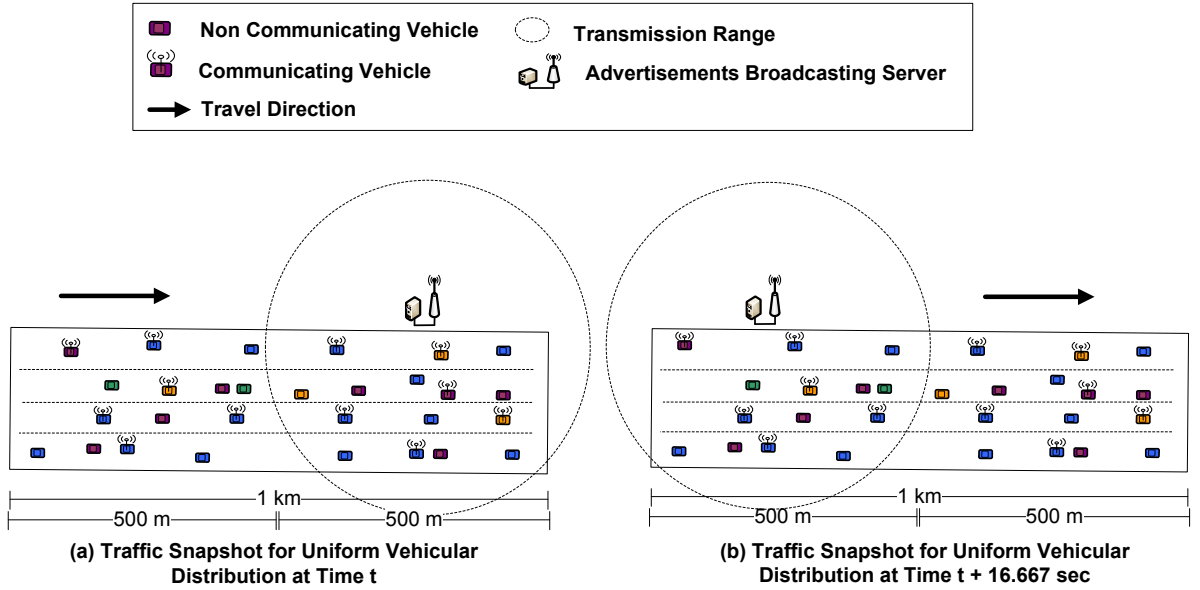 Non Communicating Vehicle
Transmission Range
Communicating Vehicle
Advertisements Broadcasting Server
Travel Direction
1 km
500 m
500 m
(a) Traffic Snapshot for Uniform Vehicular
Distribution at Time t
1 km
500 m
500 m
(b) Traffic Snapshot for Uniform Vehicular
Distribution at Time t + 16.667 sec